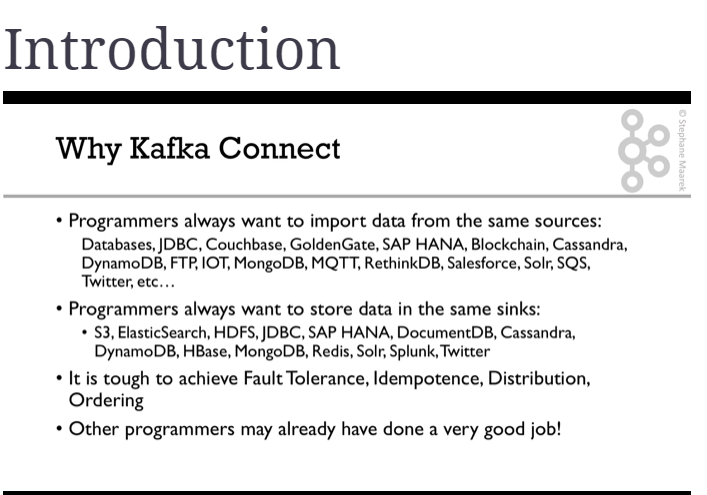 Introduction
Why Kafka Connect
© Stephane Maarek
• Programmers always want to import data from the same sources:
Databases, JDBC, Couchbase, GoldenGate, SAP HANA, Blockchain, Cassandra,
DynamoDB, FTP, IOT, MongoDB, MQTT, RethinkDB, Salesforce, Solr, SQS,
Twitter, etc…
• Programmers always want to store data in the same sinks:
• S3, ElasticSearch, HDFS, JDBC, SAP HANA, DocumentDB, Cassandra,
DynamoDB, HBase, MongoDB, Redis, Solr, Splunk, Twitter
• It is tough to achieve Fault Tolerance, Idempotence, Distribution,
Ordering
• Other programmers may already have done a very good job!